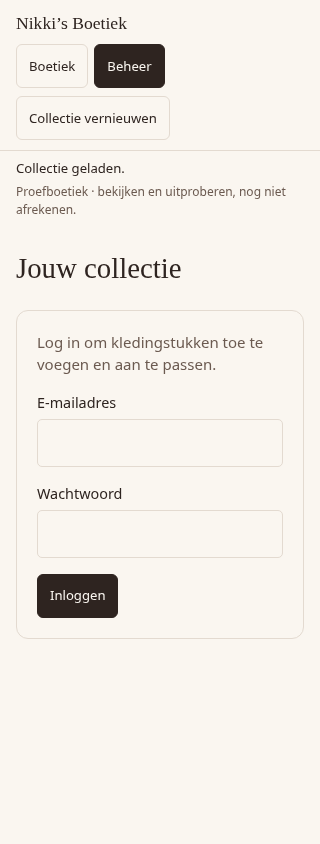 Nikki’s Boetiek
Boetiek
Beheer
Collectie vernieuwen
Collectie geladen.
Proefboetiek · bekijken en uitproberen, nog niet
afrekenen.
Jouw collectie
Log in om kledingstukken toe te
voegen en aan te passen.
E-mailadres
Wachtwoord
Inloggen